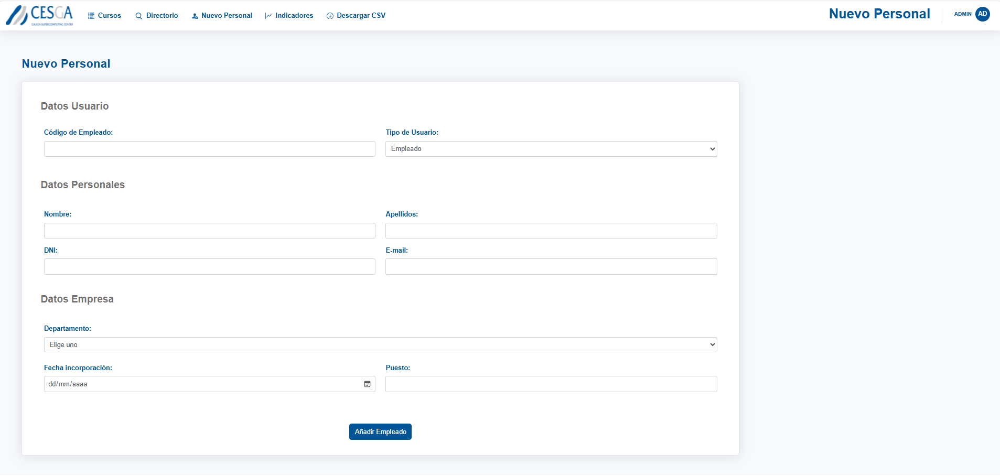 CESGA
GALICIA SUPERCOMPUTING CENTER
Cursos
Directorio
Nuevo Personal
Indicadores
Descargar CSV
Nuevo Personal
ADMIN
AD
Nuevo Personal
Datos Usuario
Código de Empleado:
Tipo de Usuario:
Empleado
Datos Personales
Nombre:
Apellidos:
DNI:
E-mail:
Datos Empresa
Departamento:
Elige uno
Fecha incorporación:
Puesto:
dd/mm/aaaa
Añadir Empleado